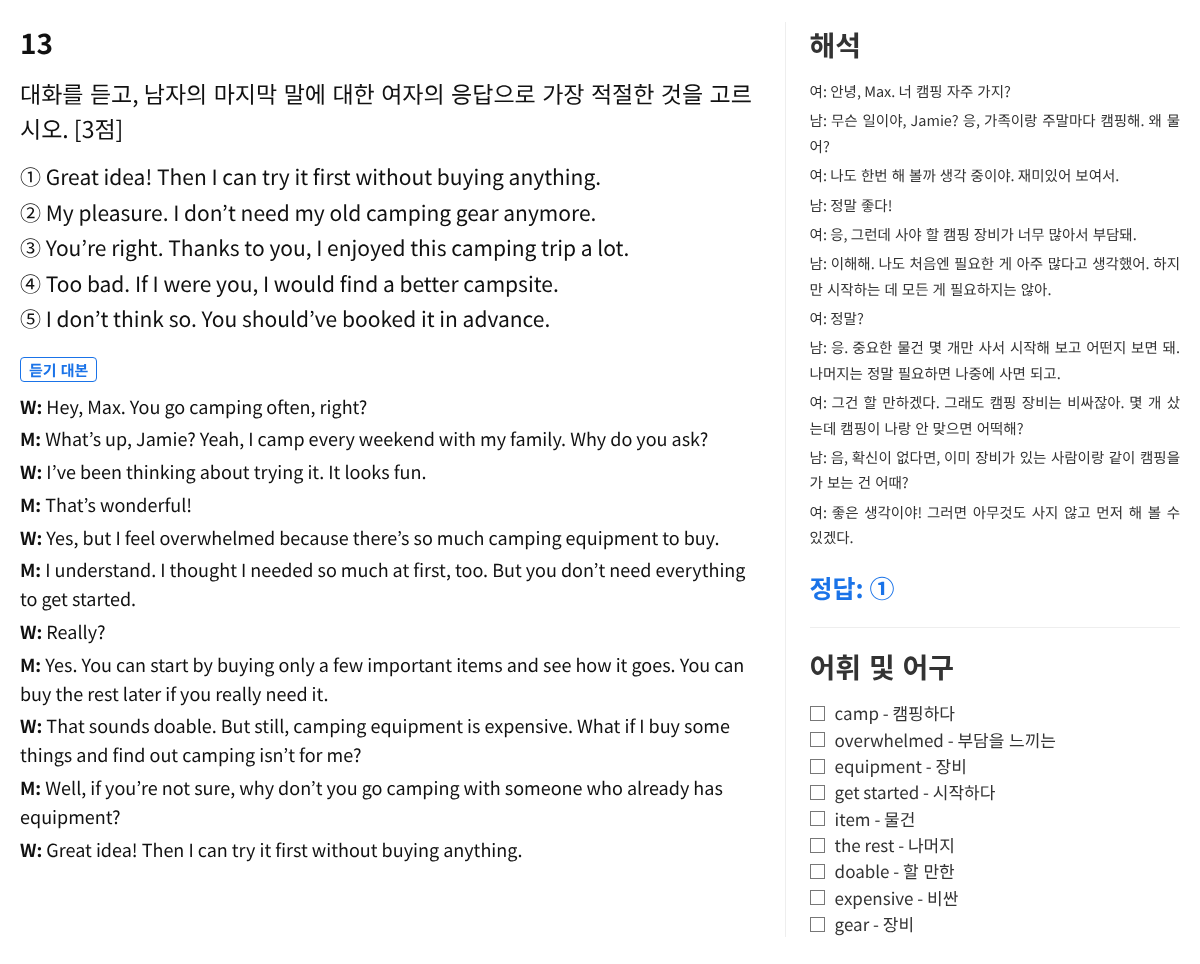 13
대화를 듣고, 남자의 마지막 말에 대한 여자의 응답으로 가장 적절한 것을 고르
시오. [3점]
① Great idea! Then I can try it first without buying anything.
② My pleasure. I don’t need my old camping gear anymore.
③ You’re right. Thanks to you, I enjoyed this camping trip a lot.
④ Too bad. If I were you, I would find a better campsite.
⑤ I don’t think so. You should’ve booked it in advance.
듣기 대본
W: Hey, Max. You go camping often, right?
M: What’s up, Jamie? Yeah, I camp every weekend with my family. Why do you ask?
W: I’ve been thinking about trying it. It looks fun.
M: That’s wonderful!
W: Yes, but I feel overwhelmed because there’s so much camping equipment to buy.
M: I understand. I thought I needed so much at first, too. But you don’t need everything
to get started.
W: Really?
M: Yes. You can start by buying only a few important items and see how it goes. You can
buy the rest later if you really need it.
W: That sounds doable. But still, camping equipment is expensive. What if I buy some
things and find out camping isn’t for me?
M: Well, if you’re not sure, why don’t you go camping with someone who already has
equipment?
W: Great idea! Then I can try it first without buying anything.
해석
여: 안녕, Max. 너 캠핑 자주 가지?
남: 무슨 일이야, Jamie? 응, 가족이랑 주말마다 캠핑해. 왜 물
어?
여: 나도 한번 해 볼까 생각 중이야. 재미있어 보여서.
남: 정말 좋다!
여: 응, 그런데 사야 할 캠핑 장비가 너무 많아서 부담돼.
남: 이해해. 나도 처음엔 필요한 게 아주 많다고 생각했어. 하지
만 시작하는 데 모든 게 필요하지는 않아.
여: 정말?
남: 응. 중요한 물건 몇 개만 사서 시작해 보고 어떤지 보면 돼.
나머지는 정말 필요하면 나중에 사면 되고.
여: 그건 할 만하겠다. 그래도 캠핑 장비는 비싸잖아. 몇 개 샀
는데 캠핑이 나랑 안 맞으면 어떡해?
남: 음, 확신이 없다면, 이미 장비가 있는 사람이랑 같이 캠핑을
가 보는 건 어때?
여: 좋은 생각이야! 그러면 아무것도 사지 않고 먼저 해 볼 수
있겠다.
정답: ①
어휘 및 어구
☐ camp - 캠핑하다
☐ overwhelmed - 부담을 느끼는
☐ equipment - 장비
☐ get started - 시작하다
☐ item - 물건
☐ the rest - 나머지
☐ doable - 할 만한
☐ expensive - 비싼
☐ gear - 장비